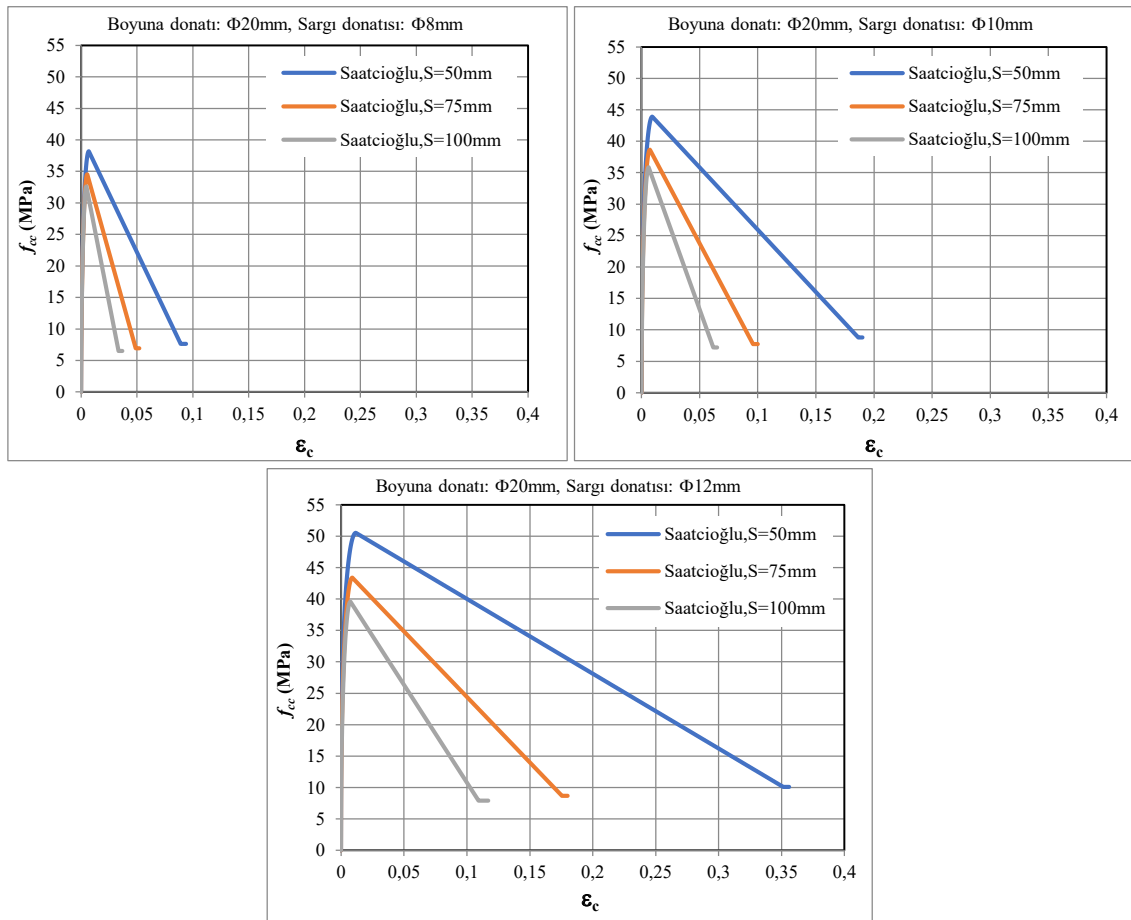 Boyuna donatı: Φ20mm, Sargı donatısı: Φ8mm
55
50
45
40
35
30
25
20
15
10
5
0
f_cc (MPa)
Saatcioğlu,S=50mm
Saatcioğlu,S=75mm
Saatcioğlu,S=100mm
0 0,05 0,1 0,15 0,2 0,25 0,3 0,35 0,4
ε_c
Boyuna donatı: Φ20mm, Sargı donatısı: Φ10mm
55
50
45
40
35
30
25
20
15
10
5
0
f_cc (MPa)
Saatcioğlu,S=50mm
Saatcioğlu,S=75mm
Saatcioğlu,S=100mm
0 0,05 0,1 0,15 0,2 0,25 0,3 0,35 0,4
ε_c
Boyuna donatı: Φ20mm, Sargı donatısı: Φ12mm
55
50
45
40
35
30
25
20
15
10
5
0
f_cc (MPa)
Saatcioğlu,S=50mm
Saatcioğlu,S=75mm
Saatcioğlu,S=100mm
0 0,05 0,1 0,15 0,2 0,25 0,3 0,35 0,4
ε_c